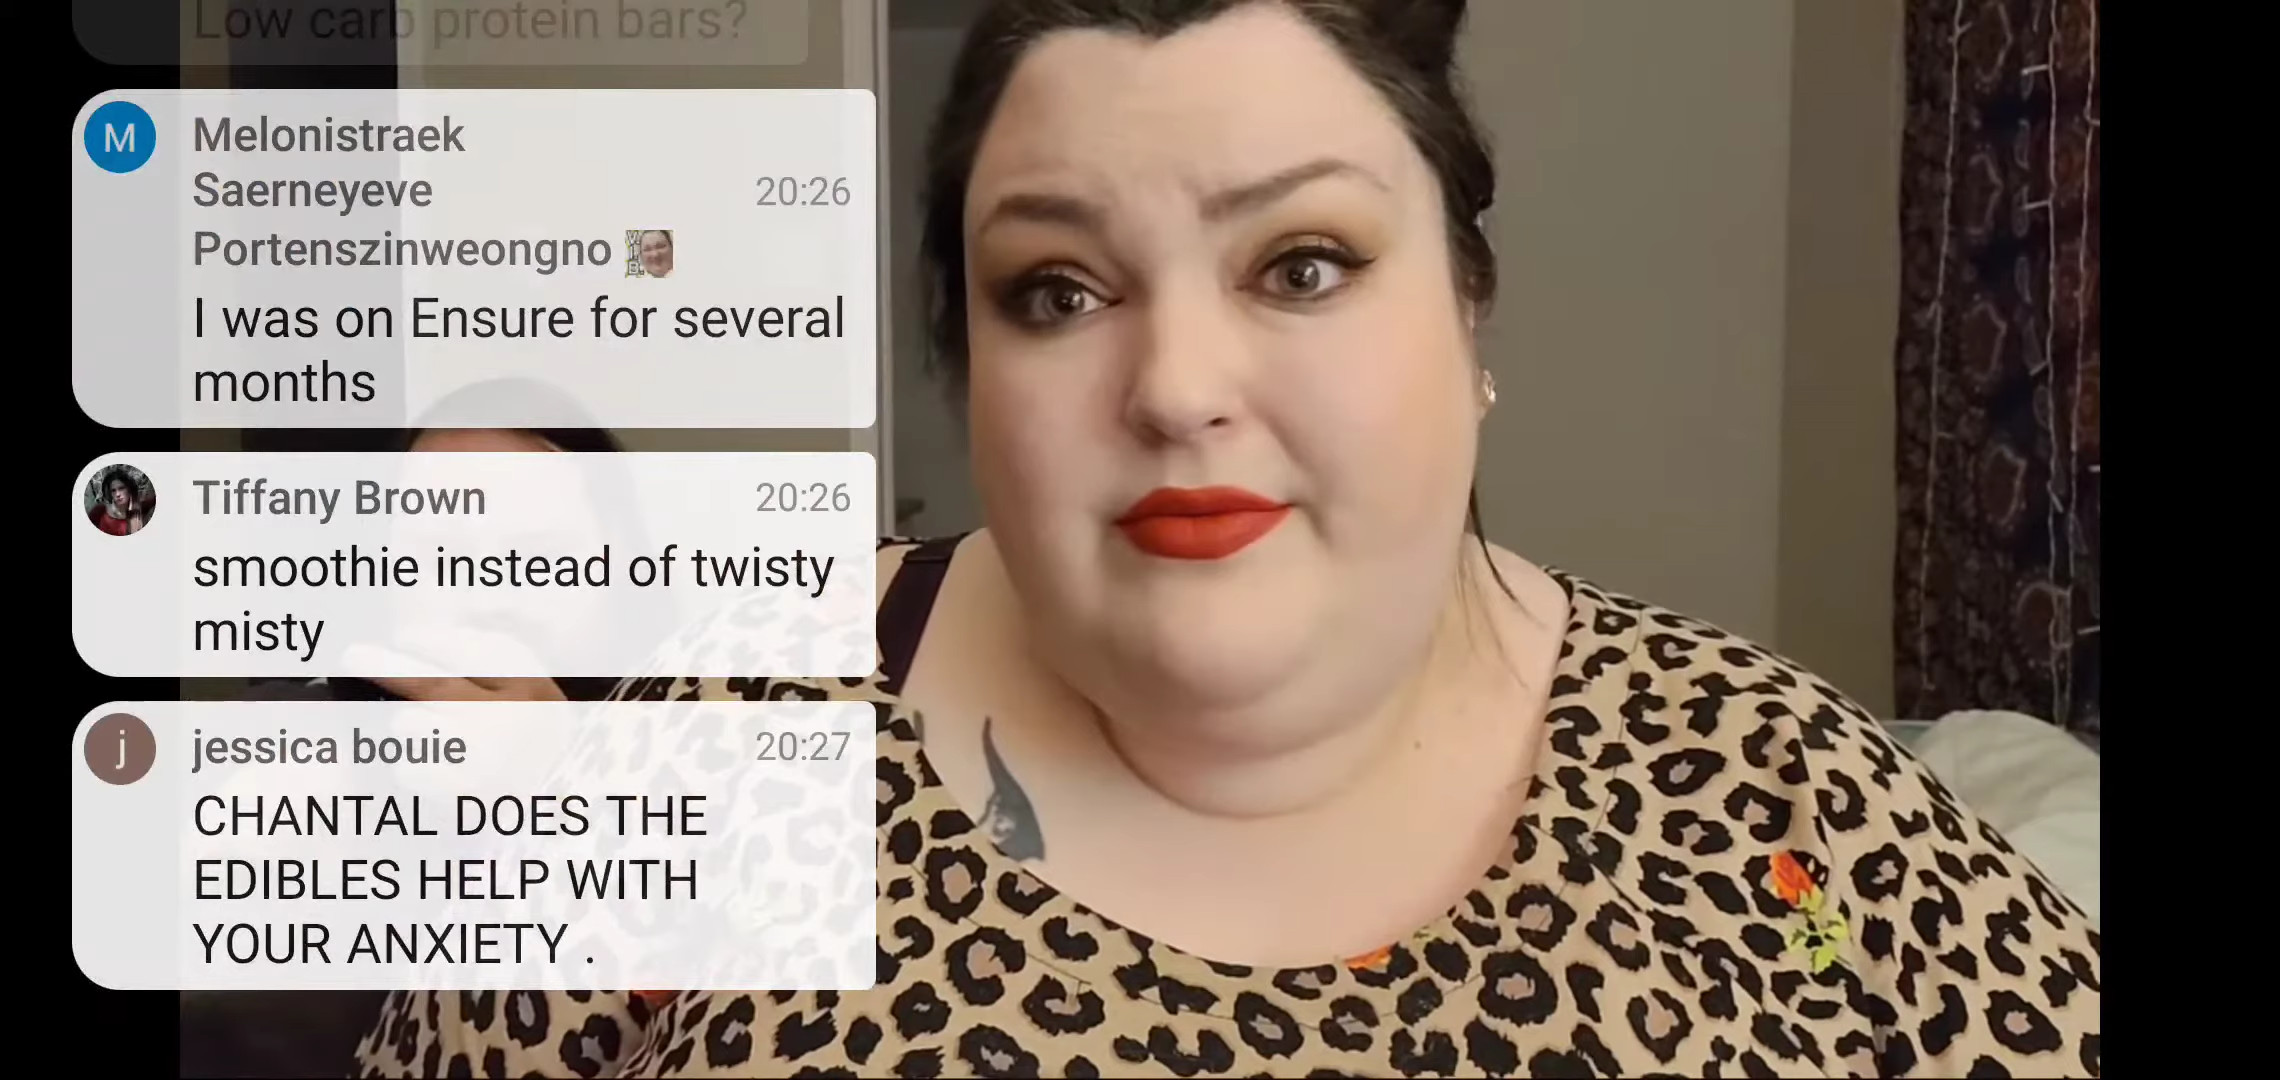 Low carb protein bars?
M
Melonistraek
Saerneyeve 20:26
Portenszinweongno
I was on Ensure for several
months
Tiffany Brown 20:26
smoothie instead of twisty
misty
j
jessica bouie 20:27
CHANTAL DOES THE
EDIBLES HELP WITH
YOUR ANXIETY .